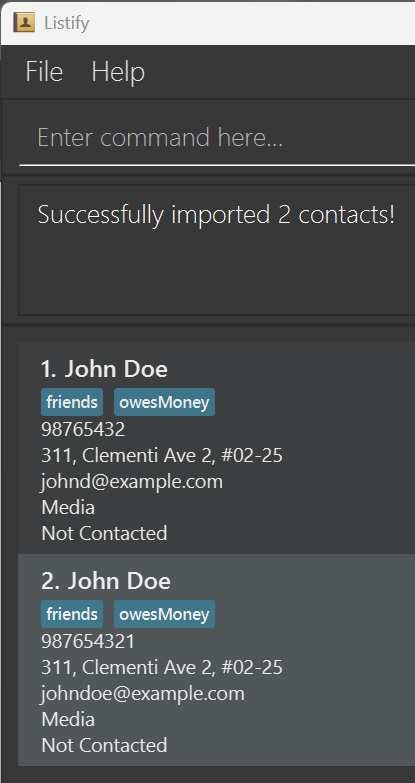 Listify
File Help
Enter command here...
Successfully imported 2 contacts!
1. John Doe
friends owesMoney
98765432
311, Clementi Ave 2, #02-25
johnd@example.com
Media
Not Contacted
2. John Doe
friends owesMoney
987654321
311, Clementi Ave 2, #02-25
johndoe@example.com
Media
Not Contacted